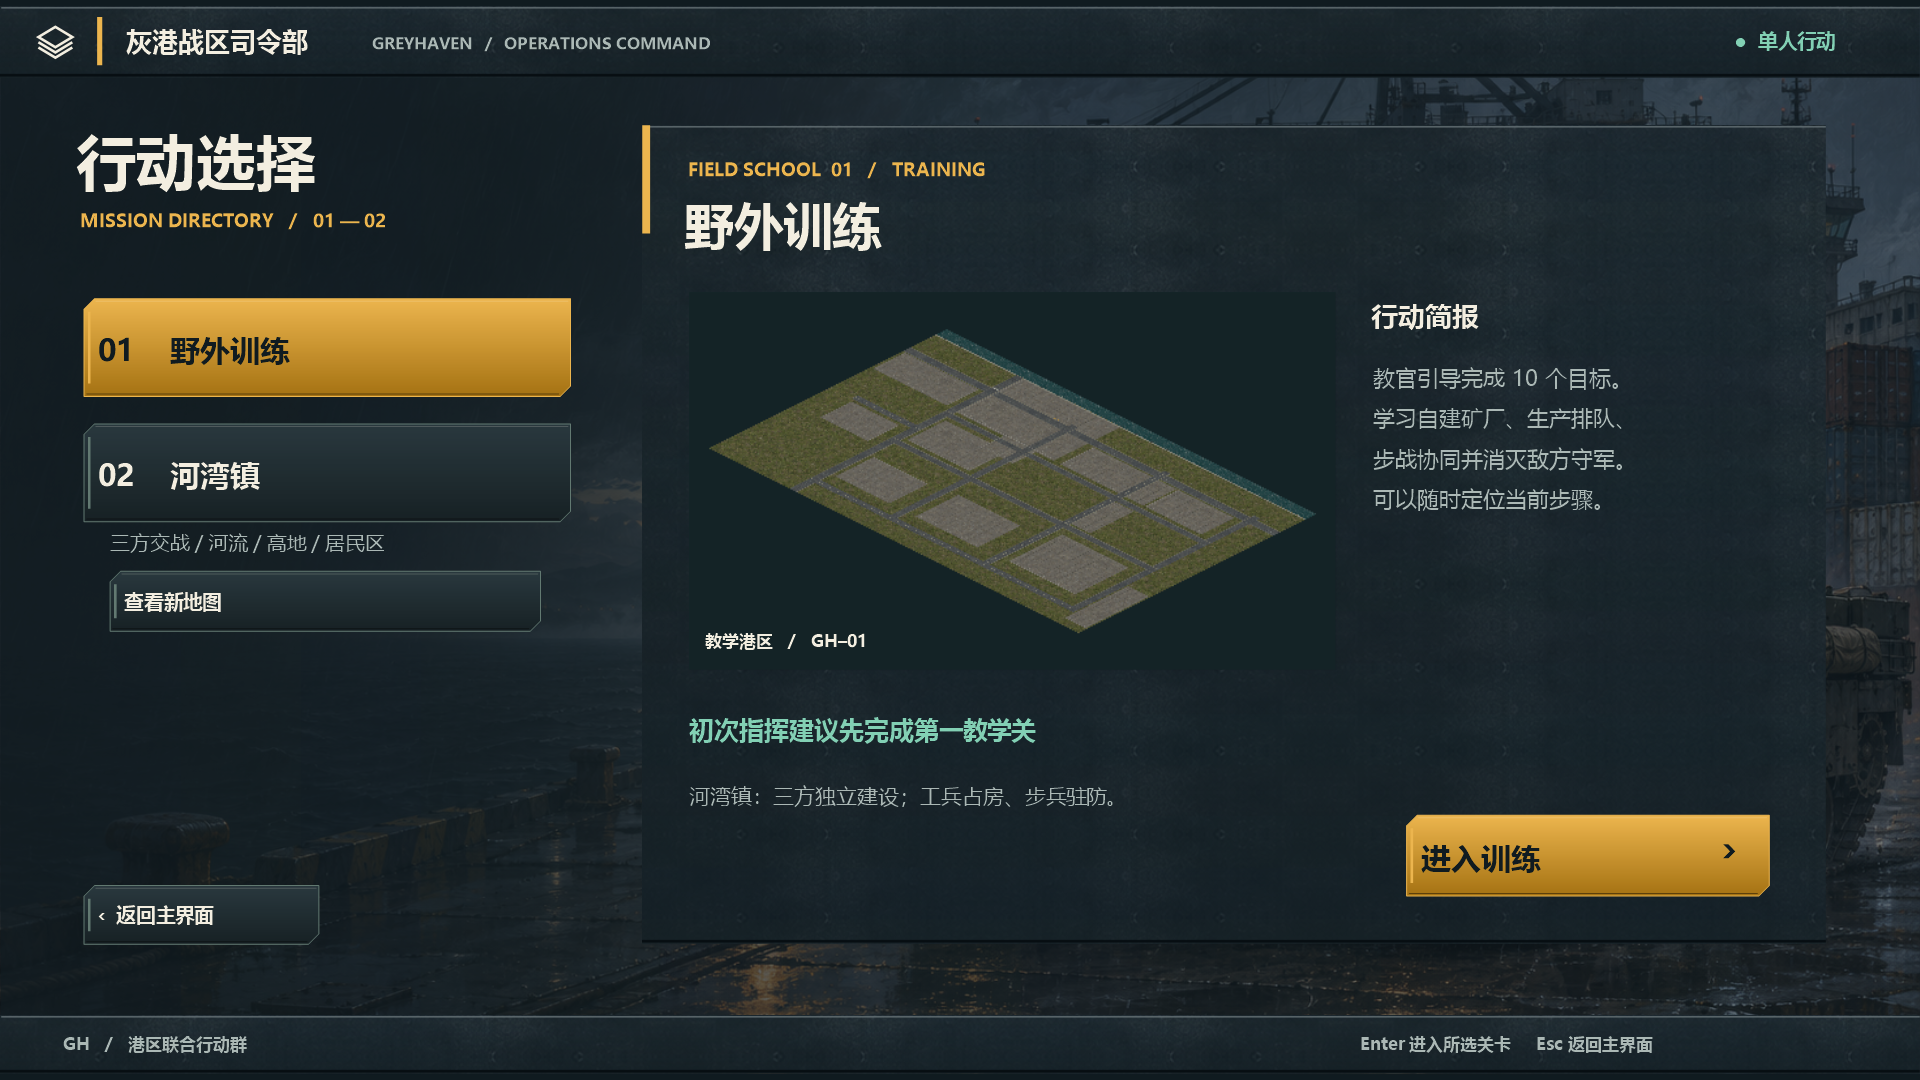 灰港战区司令部
GREYHAVEN / OPERATIONS COMMAND
单人行动
行动选择
MISSION DIRECTORY / 01 — 02
01 野外训练
02 河湾镇
三方交战 / 河流 / 高地 / 居民区
查看新地图
‹ 返回主界面
FIELD SCHOOL 01 / TRAINING
野外训练
教学港区 / GH–01
行动简报
教官引导完成 10 个目标。
学习自建矿厂、生产排队、
步战协同并消灭敌方守军。
可以随时定位当前步骤。
初次指挥建议先完成第一教学关
河湾镇：三方独立建设；工兵占房、步兵驻防。
进入训练 ›
GH / 港区联合行动群
Enter 进入所选关卡 Esc 返回主界面